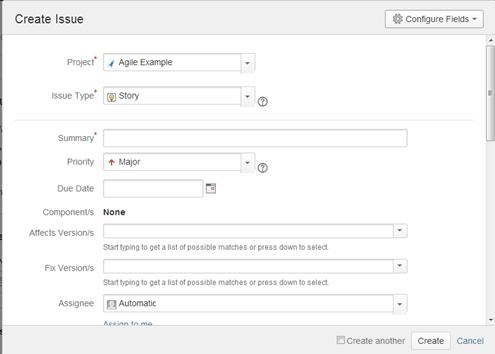 Create Issue
Configure Fields
Project* Agile Example
Issue Type* Story
Summary*
Priority Major
Due Date
Component/s None
Affects Version/s
Start typing to get a list of possible matches or press down to select.
Fix Version/s
Start typing to get a list of possible matches or press down to select.
Assignee Automatic
Assign to me
Create another Create Cancel